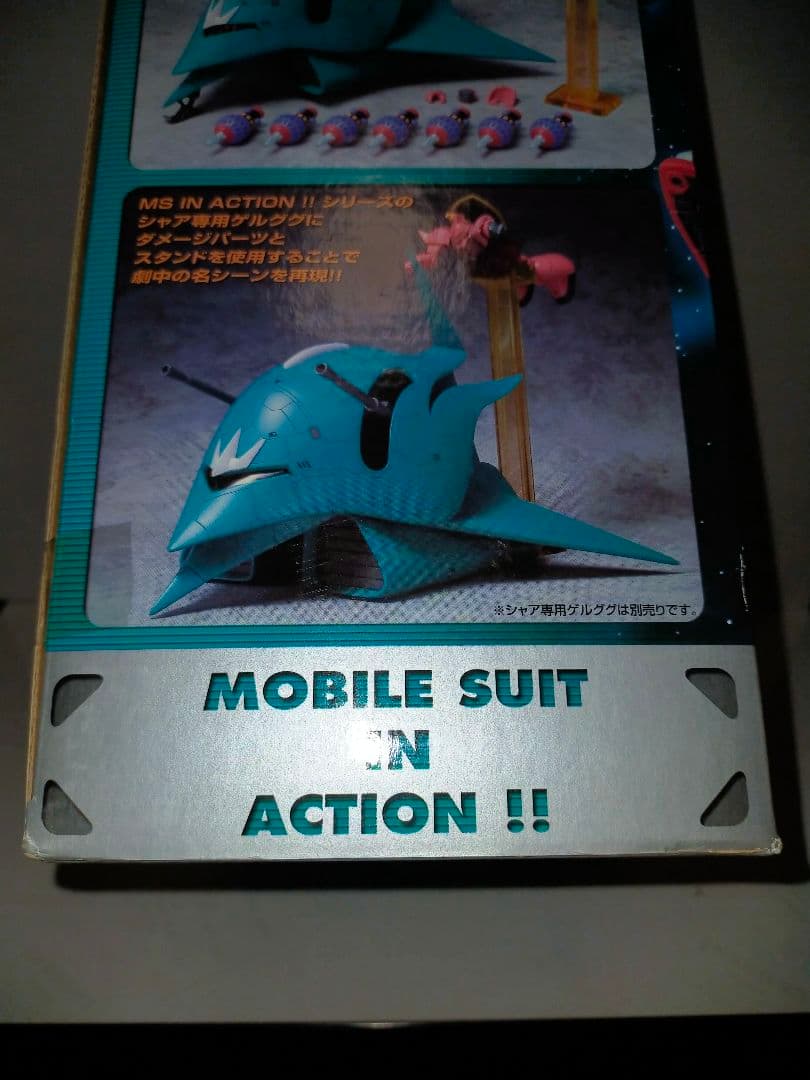 MS IN ACTION !! シリーズの
シャア専用ゲルググに
ダメージパーツと
スタンドを使用することで
劇中の名シーンを再現!!
※シャア専用ゲルググは別売りです。
MOBILE SUIT
IN
ACTION !!